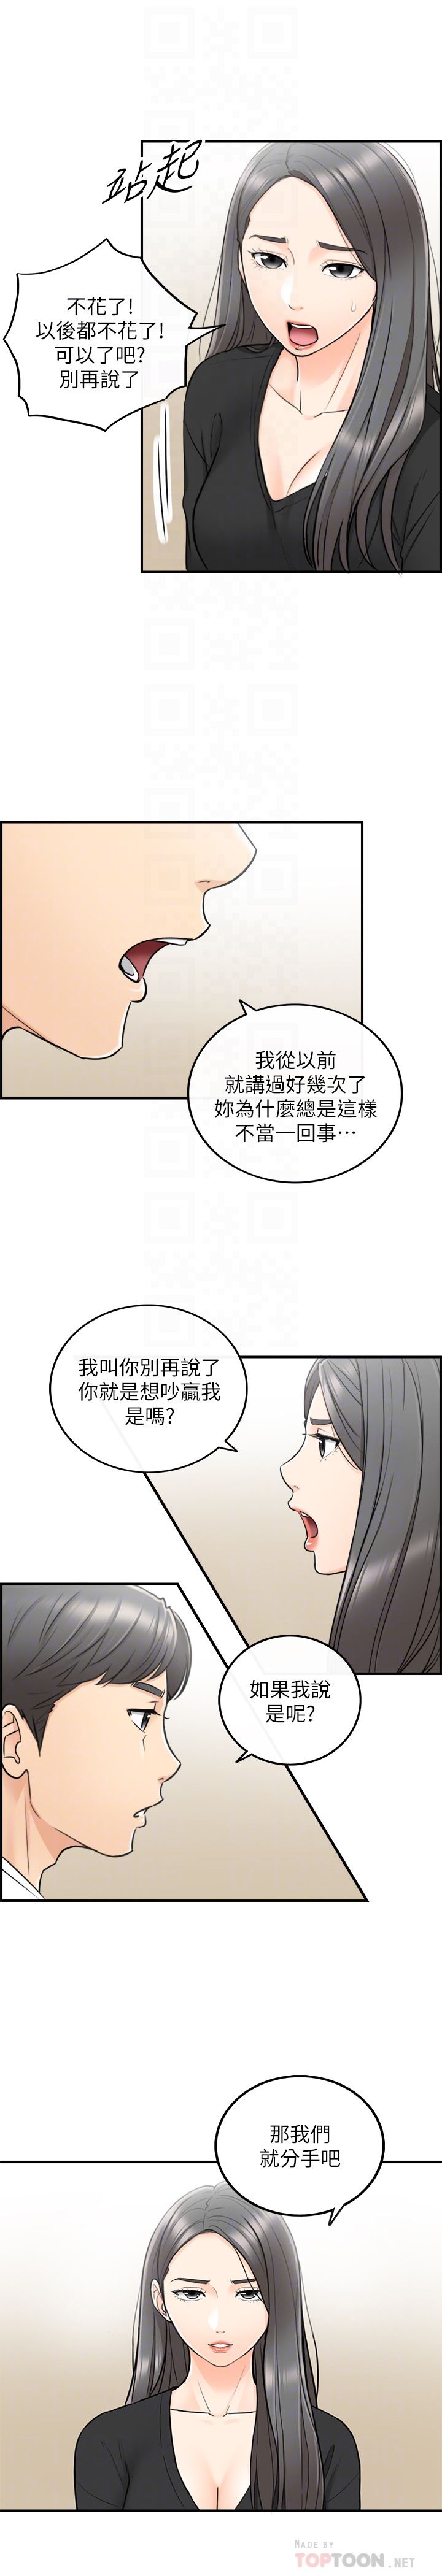 站起
不花了!
以後都不花了!
可以了吧?
別再說了
我從以前
就講過好幾次了
妳為什麼總是這樣
不當一回事…
我叫你別再說了
你就是想吵贏我
是嗎?
如果我說
是呢?
那我們
就分手吧
MADE BY
TOPTOON.NET